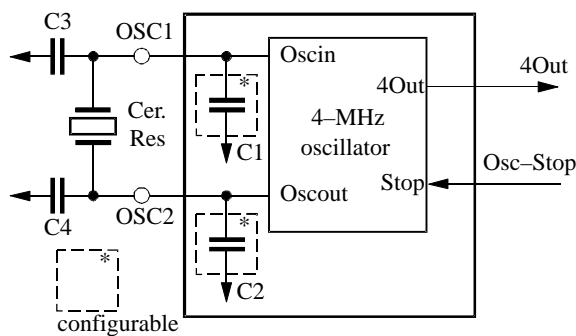 C3
OSC1
Oscin
*
4Out
4Out
Cer.
Res
4–MHz
oscillator
C1
Osc–Stop
Stop
Oscout
C4
OSC2
*
*
C2
configurable